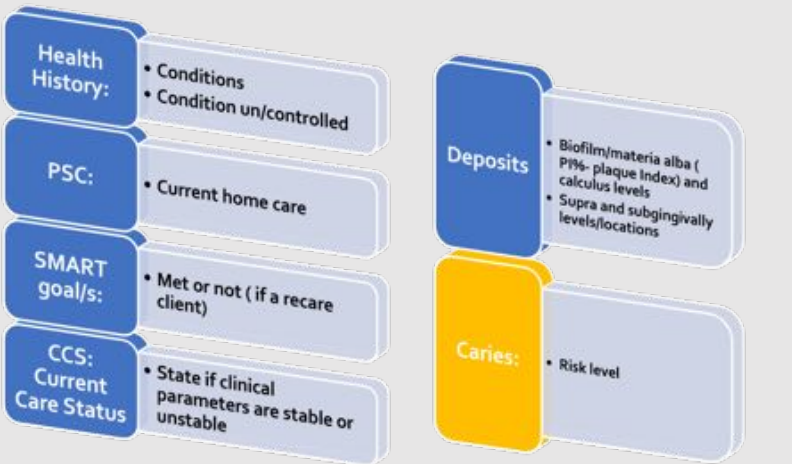 Health
History:
• Conditions
• Condition un/controlled
PSC:
• Current home care
SMART
goal/s:
• Met or not ( if a recare
client)
CCS:
Current
Care Status
• State if clinical
parameters are stable or
unstable
Deposits
• Biofilm/materia alba (
PI%- plaque Index) and
calculus levels
• Supra and subgingivally
levels/locations
Caries:
• Risk level